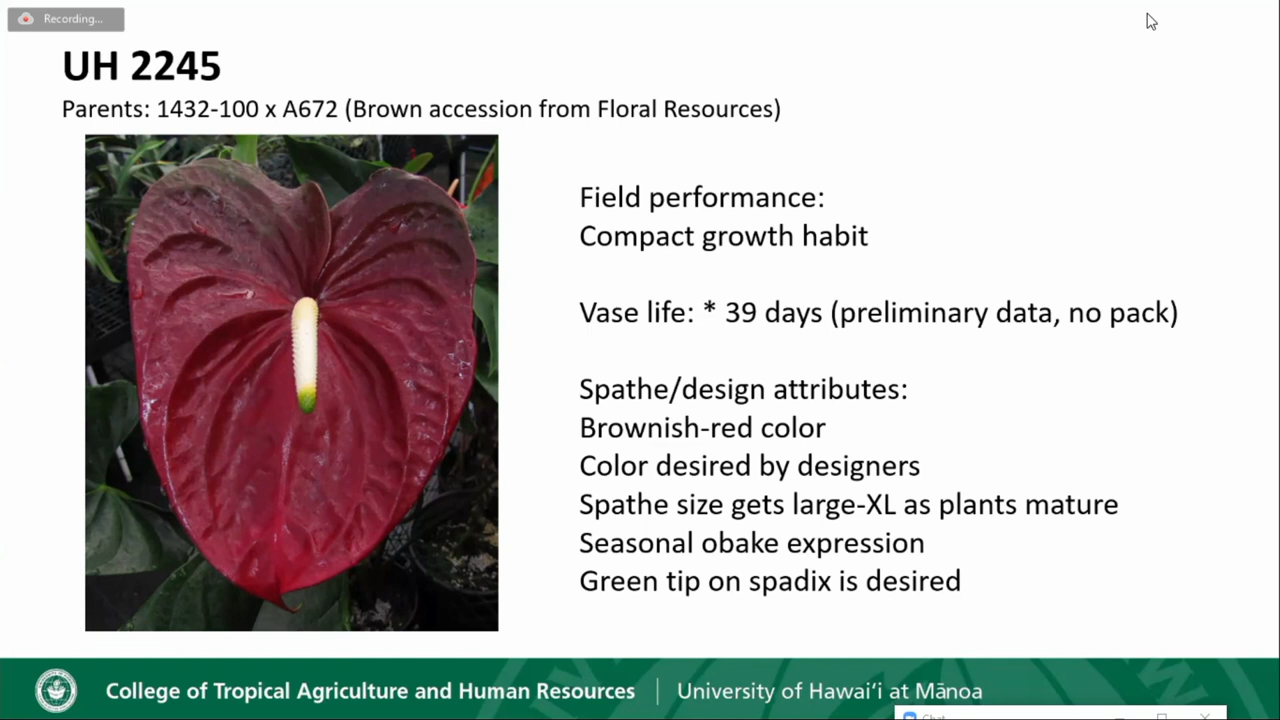 Recording...
UH 2245
Parents: 1432-100 x A672 (Brown accession from Floral Resources)
Field performance:
Compact growth habit
Vase life: * 39 days (preliminary data, no pack)
Spathe/design attributes:
Brownish-red color
Color desired by designers
Spathe size gets large-XL as plants mature
Seasonal obake expression
Green tip on spadix is desired
College of Tropical Agriculture and Human Resources
University of Hawaiʻi at Mānoa
Chat